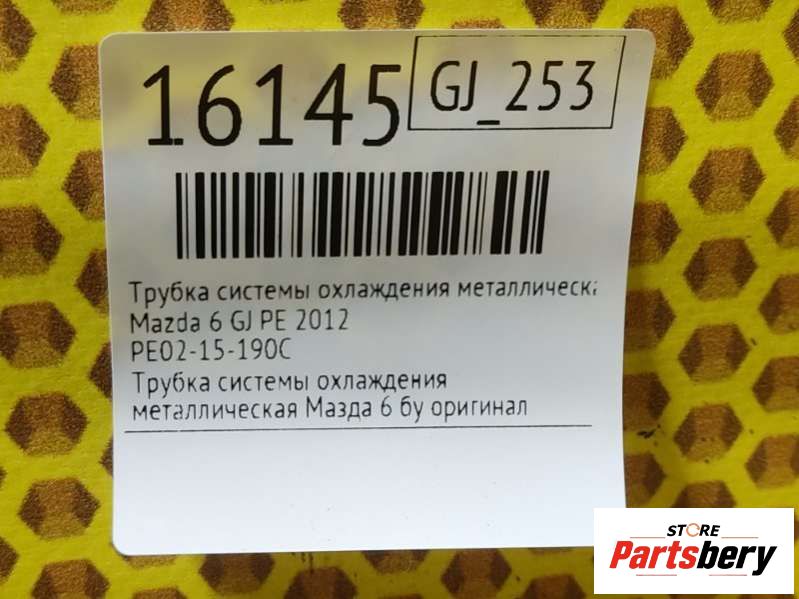 16145
GJ_253
Трубка системы охлаждения металлическа
Mazda 6 GJ PE 2012
PE02-15-190C
Трубка системы охлаждения
металлическая Мазда 6 бу оригинал
STORE
Partsbery